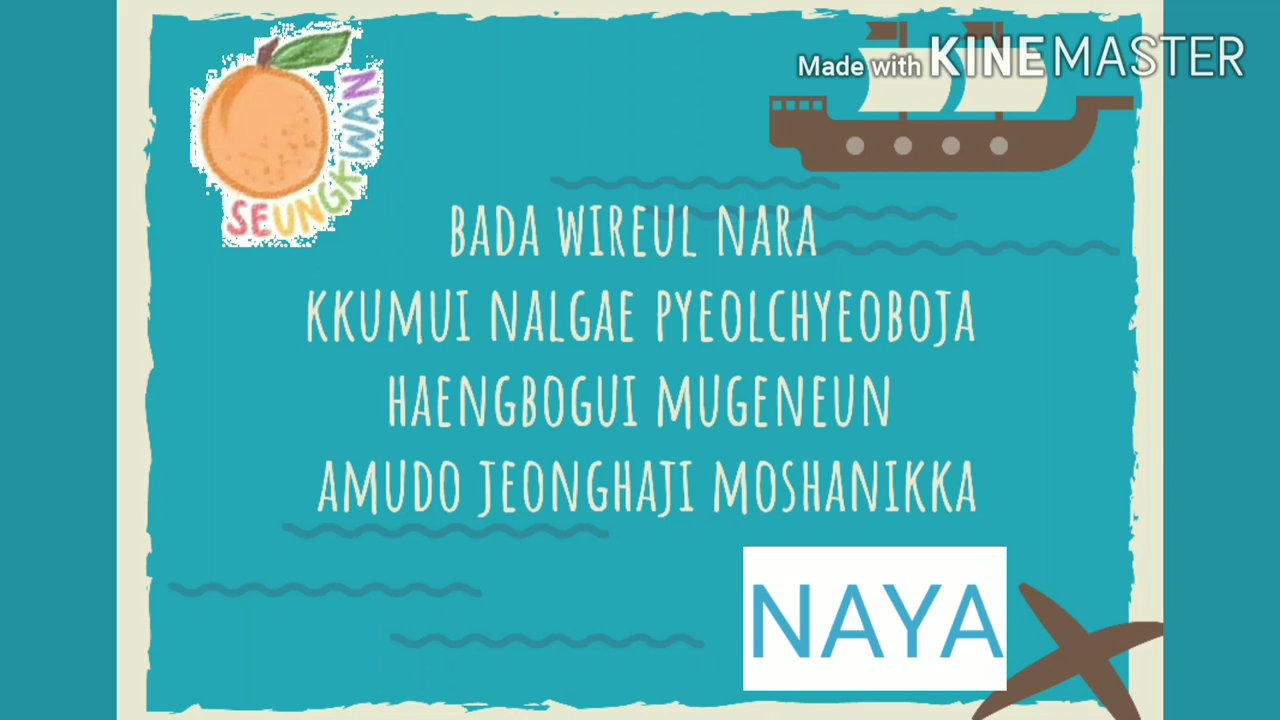 SEUNGKWAN
Made with KINEMASTER
BADA WIREUL NARA
KKUMUI NALGAE PYEOLCHYEOBOJA
HAENGBOGUI MUGENEUN
AMUDO JEONGHAJI MOSHANIKKA
NAYA